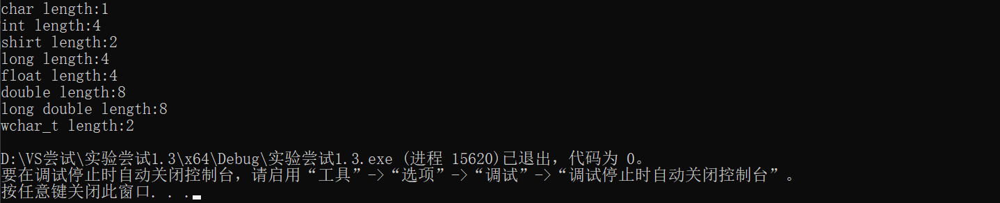 char length:1
int length:4
shirt length:2
long length:4
float length:4
double length:8
long double length:8
wchar_t length:2
D:\VS尝试\实验尝试1.3\x64\Debug\实验尝试1.3.exe (进程 15620)已退出，代码为 0。
要在调试停止时自动关闭控制台，请启用“工具”->“选项”->“调试”->“调试停止时自动关闭控制台”。
按任意键关闭此窗口. . .